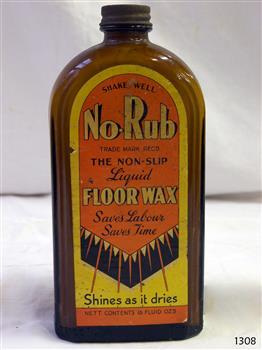 SHAKE WELL
No-Rub
TRADE MARK REGD
THE NON-SLIP
Liquid
FLOOR WAX
Saves Labour
Saves Time
Shines as it dries
NETT CONTENTS 16 FLUID OZS
1308